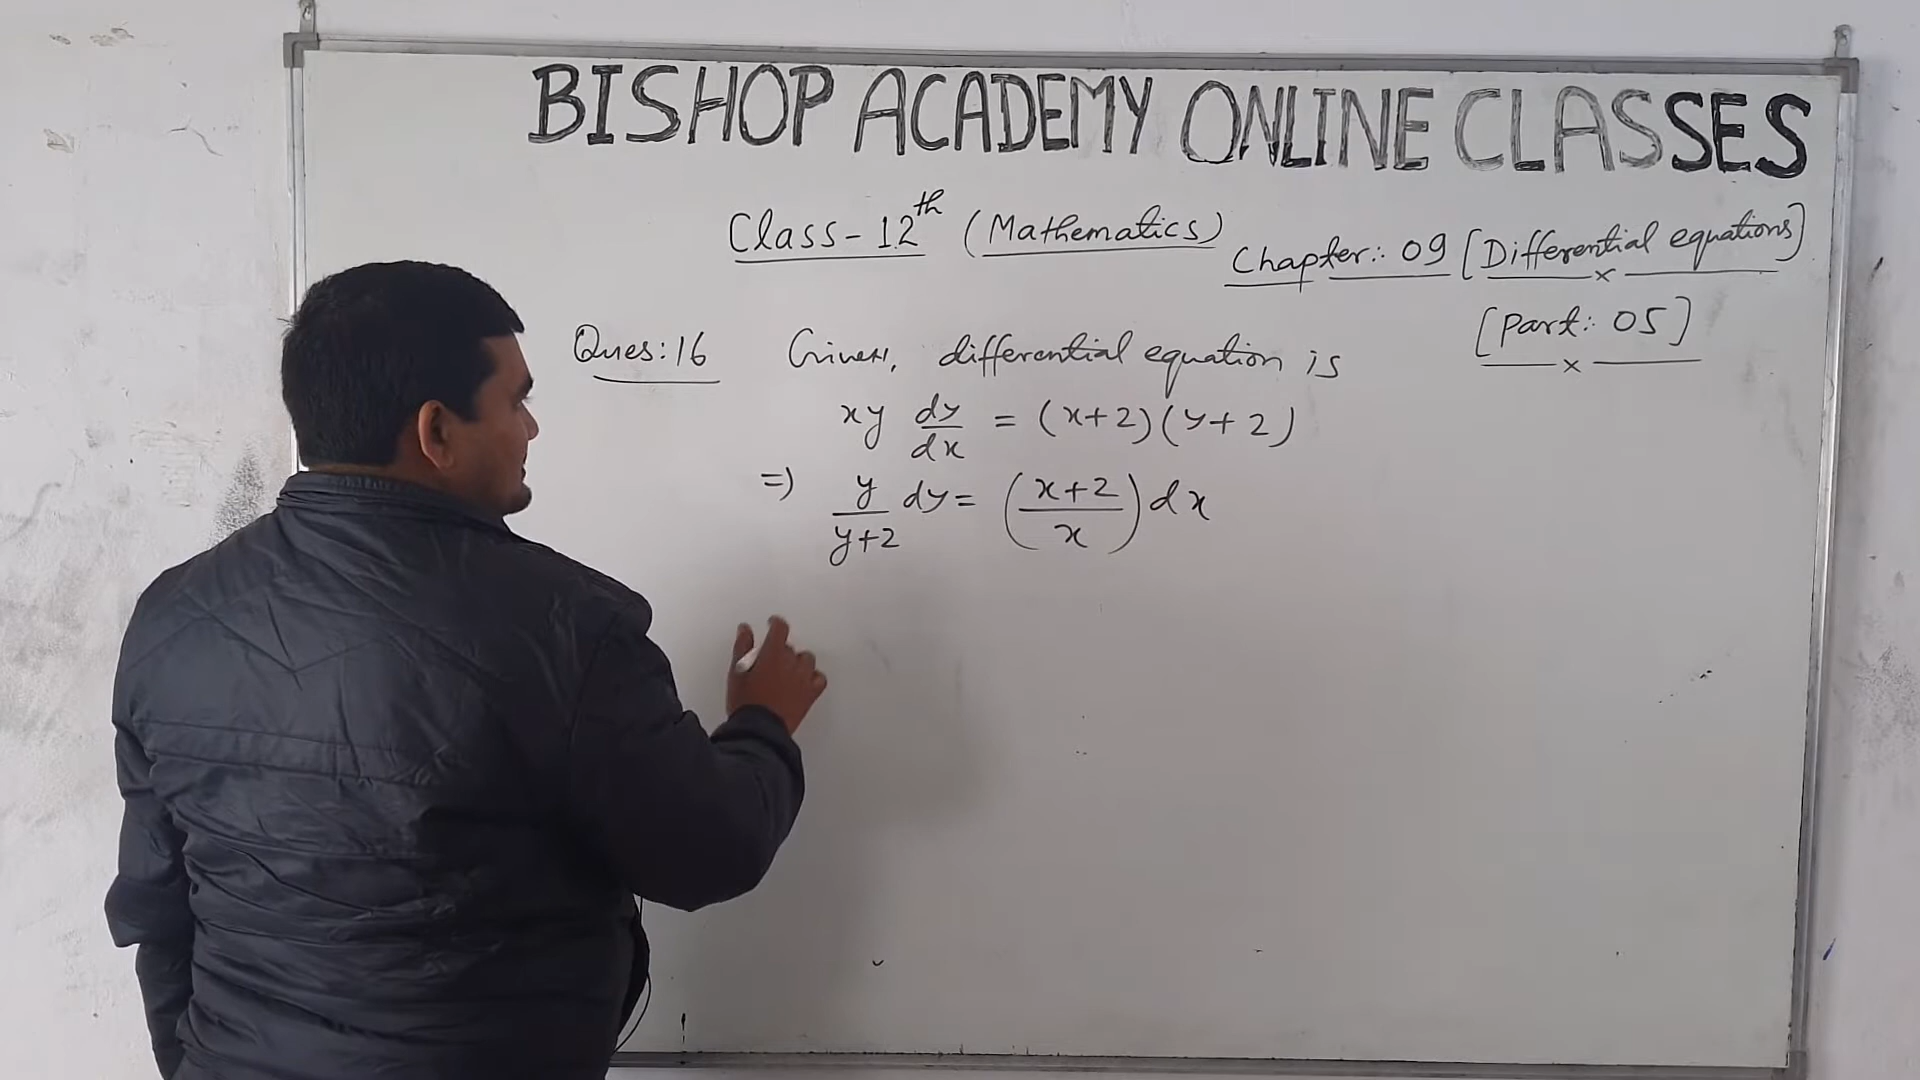 BISHOP ACADEMY ONLINE CLASSES
Class-12th (Mathematics)
Chapter:- 09 [Differential equations]
[Part:- 05]
Ques:16 Given, differential equation is
xy dy/dx = (x+2)(y+2)
=) y/(y+2) dy = ((x+2)/x) dx